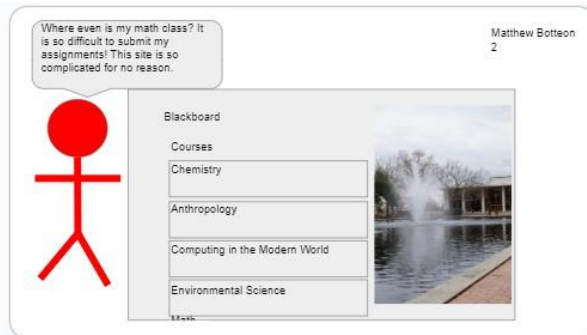 Where even is my math class? It
is so difficult to submit my
assignments! This site is so
complicated for no reason.
Matthew Botteon
2
Blackboard
Courses
Chemistry
Anthropology
Computing in the Modern World
Environmental Science
Math